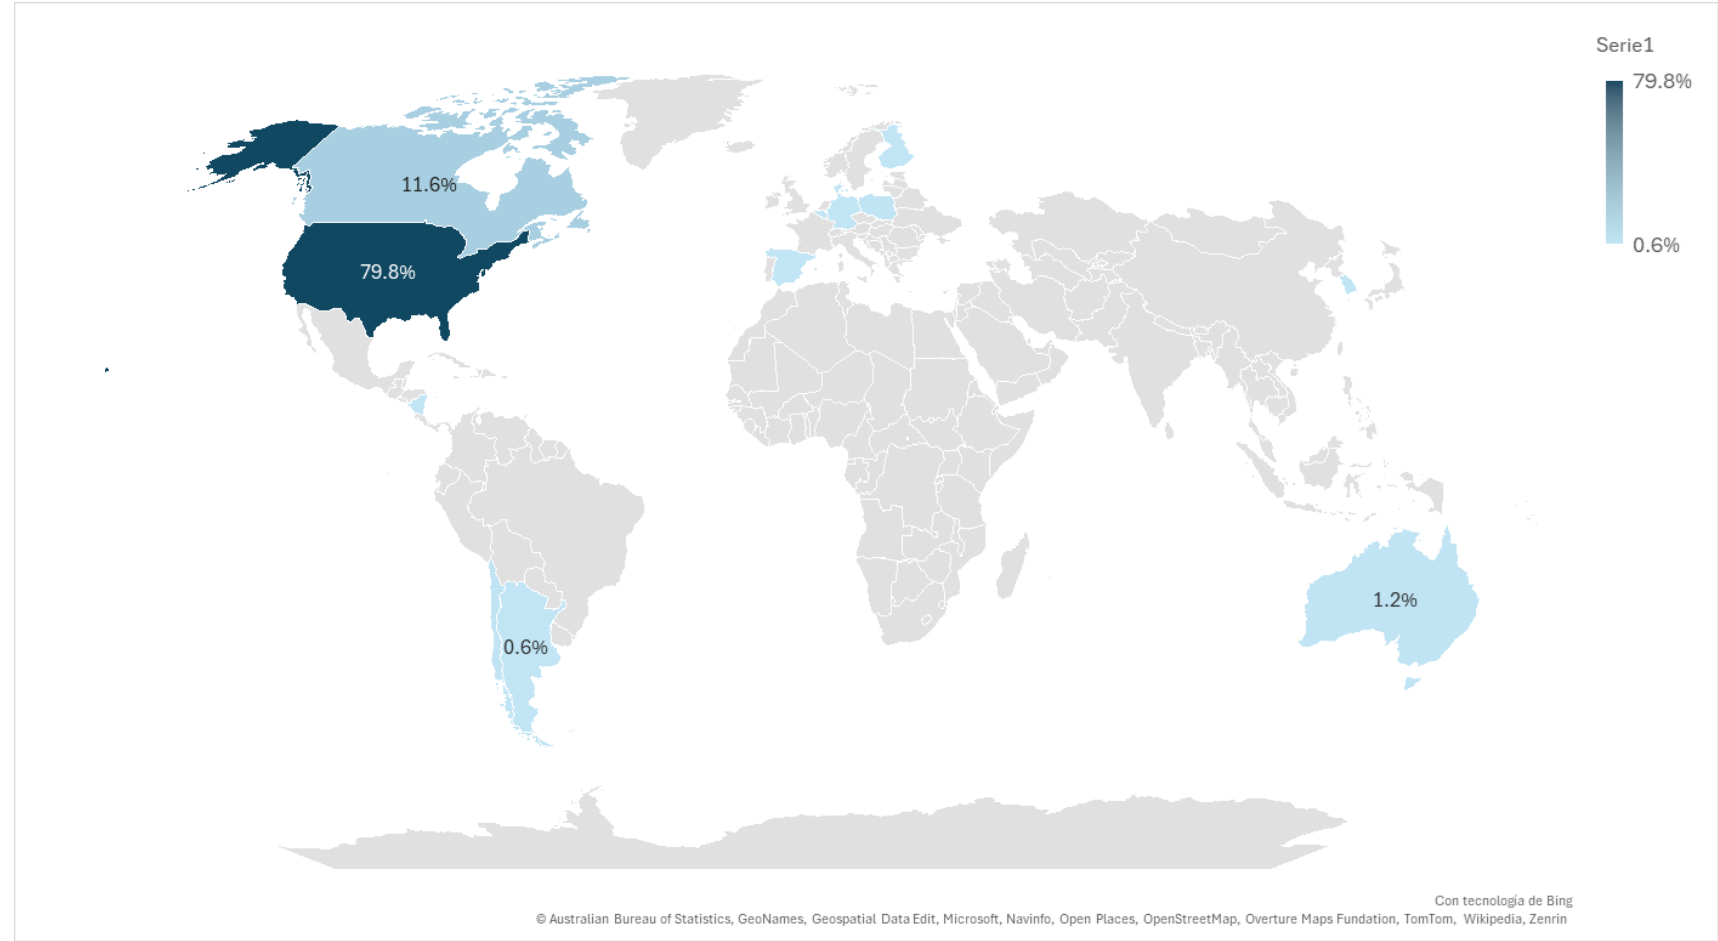 Serie1
79.8%
0.6%
11.6%
79.8%
1.2%
0.6%
Con tecnología de Bing
© Australian Bureau of Statistics, GeoNames, Geospatial Data Edit, Microsoft, Navinfo, Open Places, OpenStreetMap, Overture Maps Fundation, TomTom, Wikipedia, Zenrin